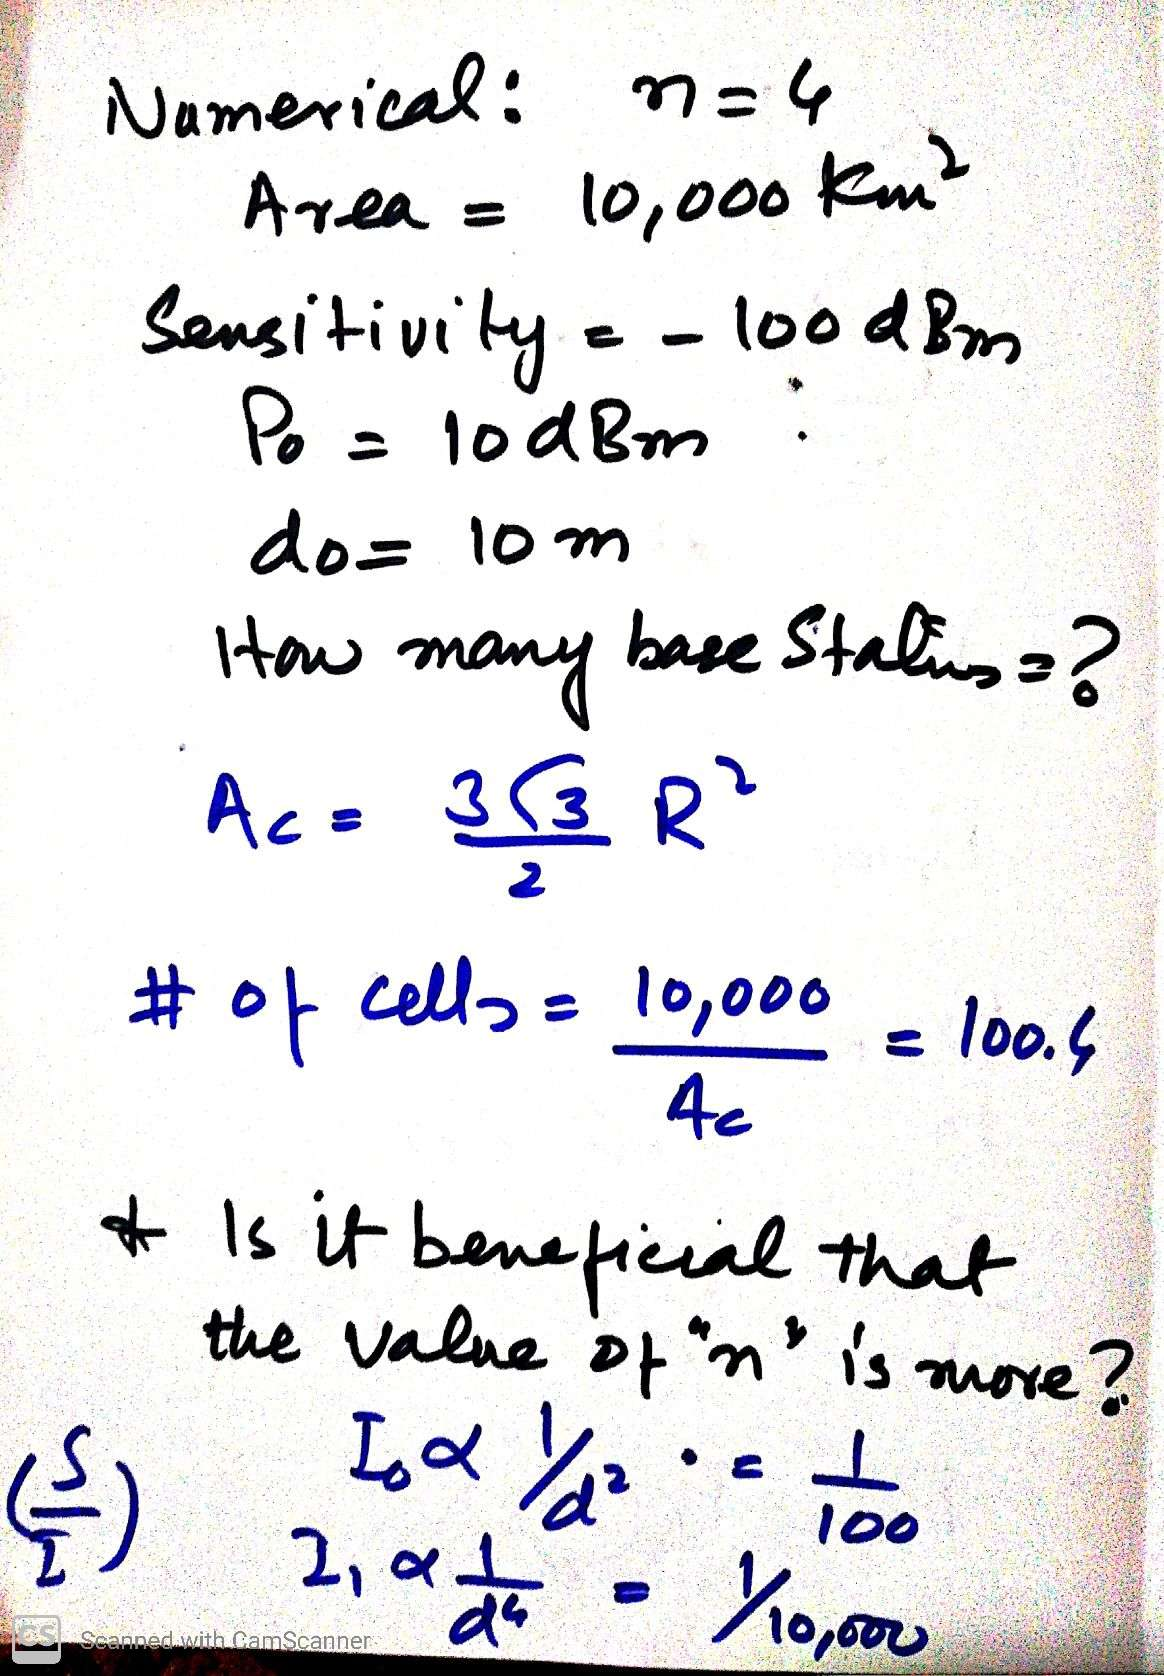 Numerical: n=4
Area = 10,000 Km²
Sensitivity = - 100 dBm
Po = 10 dBm
do = 10 m
How many base Stations = ?
Ac = 3√3/2 R²
# of cells = 10,000/Ac = 100.4
* Is it beneficial that
the value of "n" is more?
(S/I) I₀ ∝ 1/d² = 1/100
I₁ ∝ 1/d⁴ = 1/10,000
CS Scanned with CamScanner